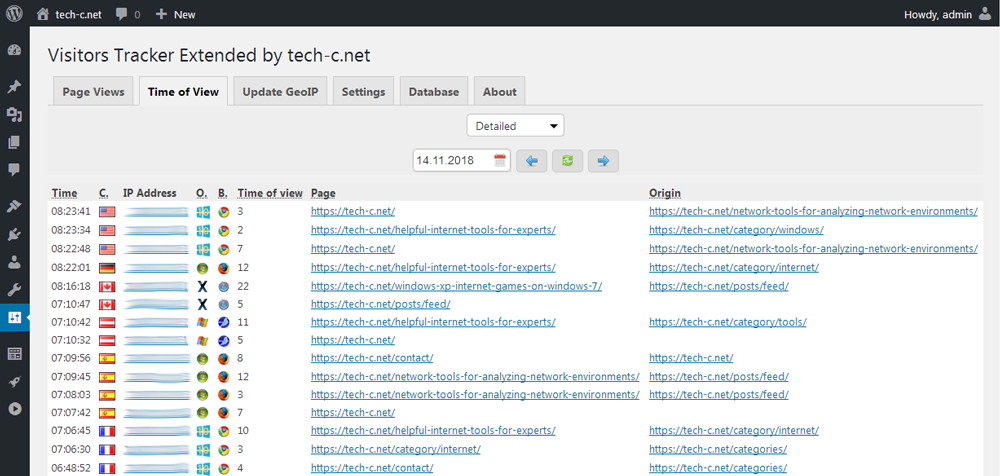 tech-c.net 0 New Howdy, admin
Visitors Tracker Extended by tech-c.net
Page Views Time of View Update GeoIP Settings Database About
Detailed
14.11.2018
Time C. IP Address O. B. Time of view Page Origin
08:23:41 3 https://tech-c.net/ https://tech-c.net/network-tools-for-analyzing-network-environments/
08:23:34 2 https://tech-c.net/helpful-internet-tools-for-experts/ https://tech-c.net/category/windows/
08:22:48 7 https://tech-c.net/ https://tech-c.net/network-tools-for-analyzing-network-environments/
08:22:01 12 https://tech-c.net/helpful-internet-tools-for-experts/ https://tech-c.net/category/internet/
08:16:18 22 https://tech-c.net/windows-xp-internet-games-on-windows-7/ https://tech-c.net/posts/feed/
07:10:47 5 https://tech-c.net/posts/feed/
07:10:42 11 https://tech-c.net/helpful-internet-tools-for-experts/ https://tech-c.net/category/tools/
07:10:32 5 https://tech-c.net/
07:09:56 8 https://tech-c.net/contact/ https://tech-c.net/
07:09:45 12 https://tech-c.net/network-tools-for-analyzing-network-environments/ https://tech-c.net/posts/feed/
07:08:03 3 https://tech-c.net/network-tools-for-analyzing-network-environments/ https://tech-c.net/posts/feed/
07:07:42 7 https://tech-c.net/
07:06:45 10 https://tech-c.net/helpful-internet-tools-for-experts/ https://tech-c.net/category/internet/
07:06:30 3 https://tech-c.net/category/internet/ https://tech-c.net/categories/
06:48:52 4 https://tech-c.net/contact/ https://tech-c.net/categories/